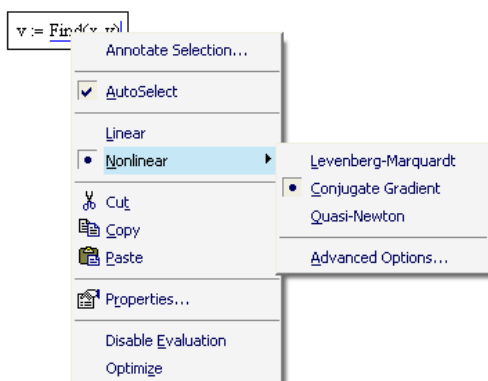 v := Find(x,y)
Annotate Selection...
AutoSelect
Linear
Nonlinear
Levenberg-Marquardt
Conjugate Gradient
Quasi-Newton
Advanced Options...
Cut
Copy
Paste
Properties...
Disable Evaluation
Optimize